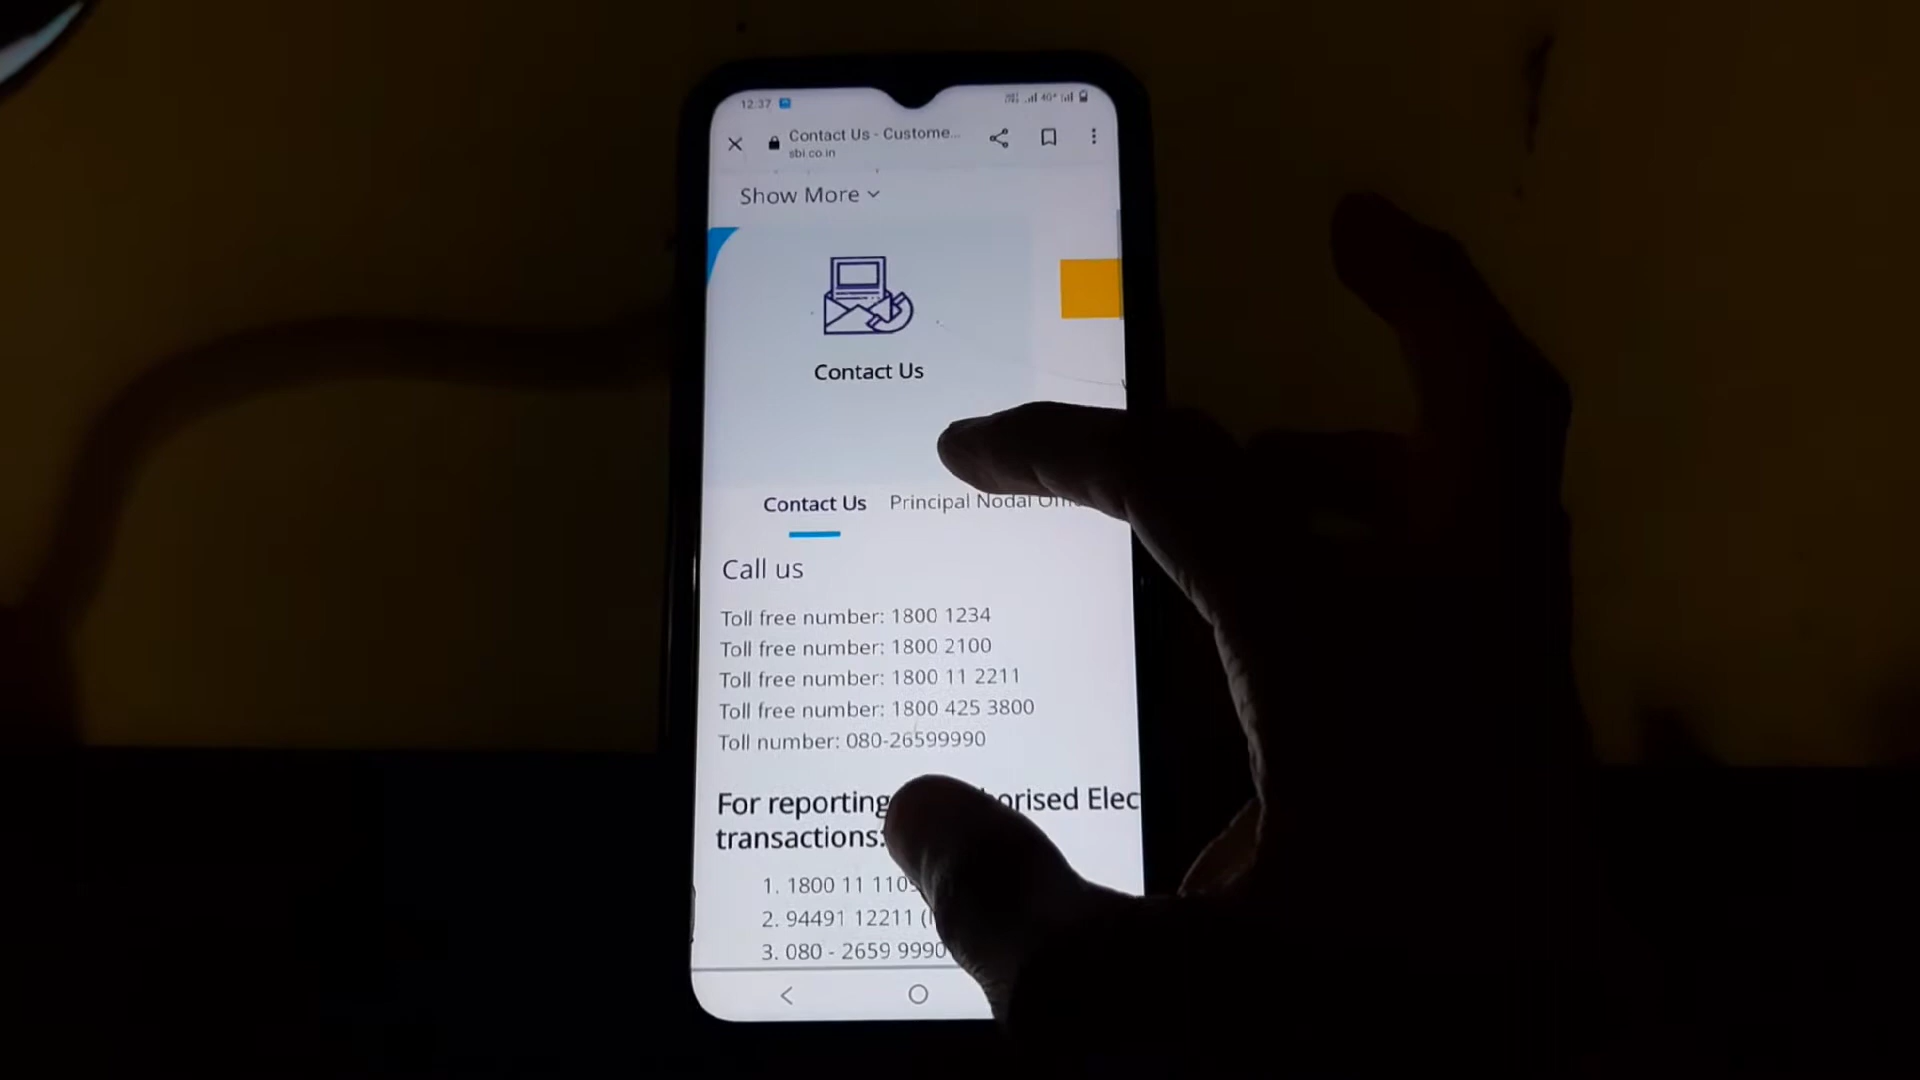 12.37
Contact Us - Custome...
sbi.co.in
Show More
Contact Us
Contact Us Principal Nodal
Call us
Toll free number: 1800 1234
Toll free number: 1800 2100
Toll free number: 1800 11 2211
Toll free number: 1800 425 3800
Toll number: 080-26599990
For reporting Elec
transactions:
1. 1800 11
2. 94491 12211
3. 080 - 2659 9990